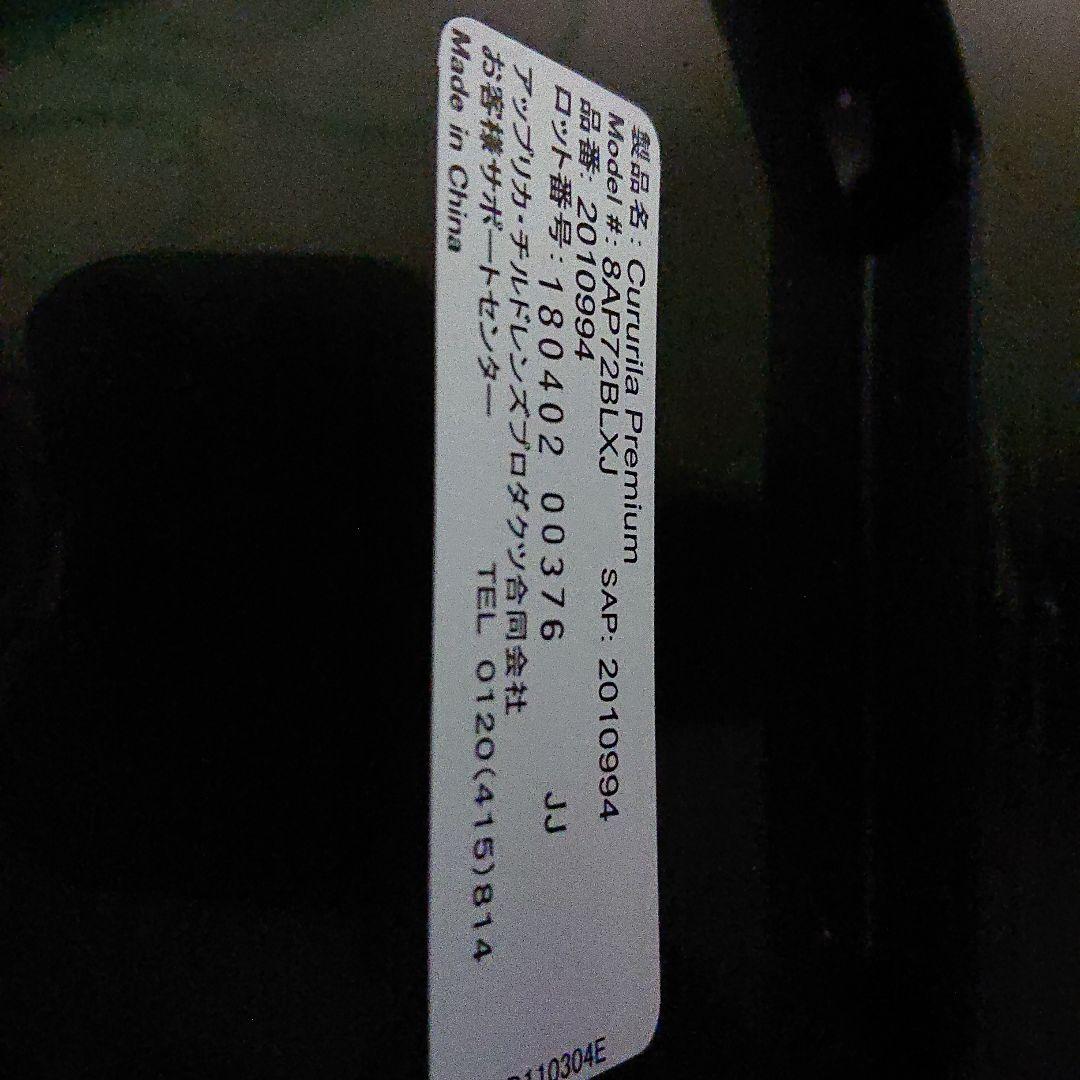 製品名: Cururila Premium
Model #: 8AP72BLXJ SAP: 2010994
品番: 2010994
ロット番号: 180402 00376 JJ
アップリカ・チルドレンズプロダクツ合同会社
お客様サポートセンター TEL 0120(415)814
Made in China
110304E